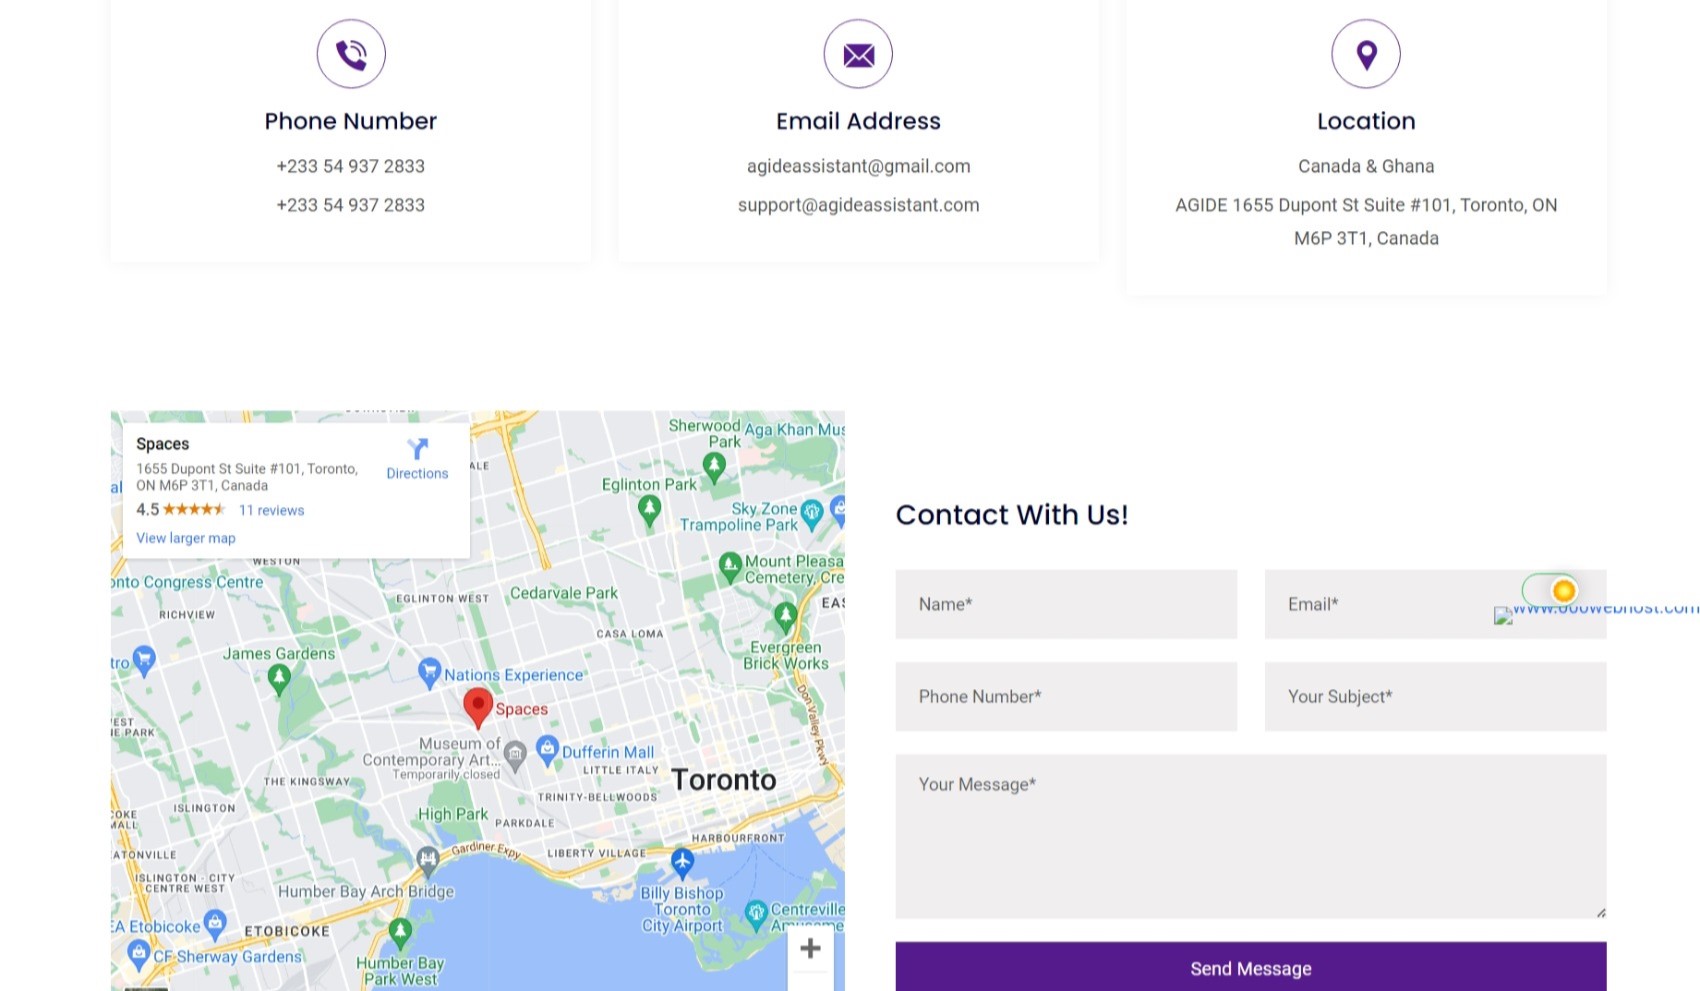 Phone Number
+233 54 937 2833
+233 54 937 2833
Email Address
agideassistant@gmail.com
support@agideassistant.com
Location
Canada & Ghana
AGIDE 1655 Dupont St Suite #101, Toronto, ON
M6P 3T1, Canada
Spaces
1655 Dupont St Suite #101, Toronto,
ON M6P 3T1, Canada
Directions
4.5
11 reviews
View larger map
ALE
Sherwood
Park
Aga Khan Mus
Eglinton Park
Sky Zone
Trampoline Park
WESTON
Mount Pleasa
Cemetery, Cre
onto Congress Centre
Cedarvale Park
EGLINTON WEST
EAS
RICHVIEW
CASA LOMA
James Gardens
Evergreen
Brick Works
tro
Nations Experience
Spaces
Don Valley Pkwy
EST
HE PARK
Museum of
Contemporary Art...
Temporarily closed
Dufferin Mall
LITTLE ITALY
Toronto
THE KINGSWAY
TRINITY-BELLWOODS
ISLINGTON
High Park
PARKDALE
OKE
MALL
HARBOURFRONT
Gardiner Expy
LIBERTY VILLAGE
ATONVILLE
ISLINGTON - CITY
CENTRE WEST
Humber Bay Arch Bridge
Billy Bishop
Toronto
City Airport
Centreville
Amuseme
EA Etobicoke
ETOBICOKE
CF Sherway Gardens
Humber Bay
Park West
+
Contact With Us!
Name*
Email*
www.000webhost.com
Phone Number*
Your Subject*
Your Message*
Send Message